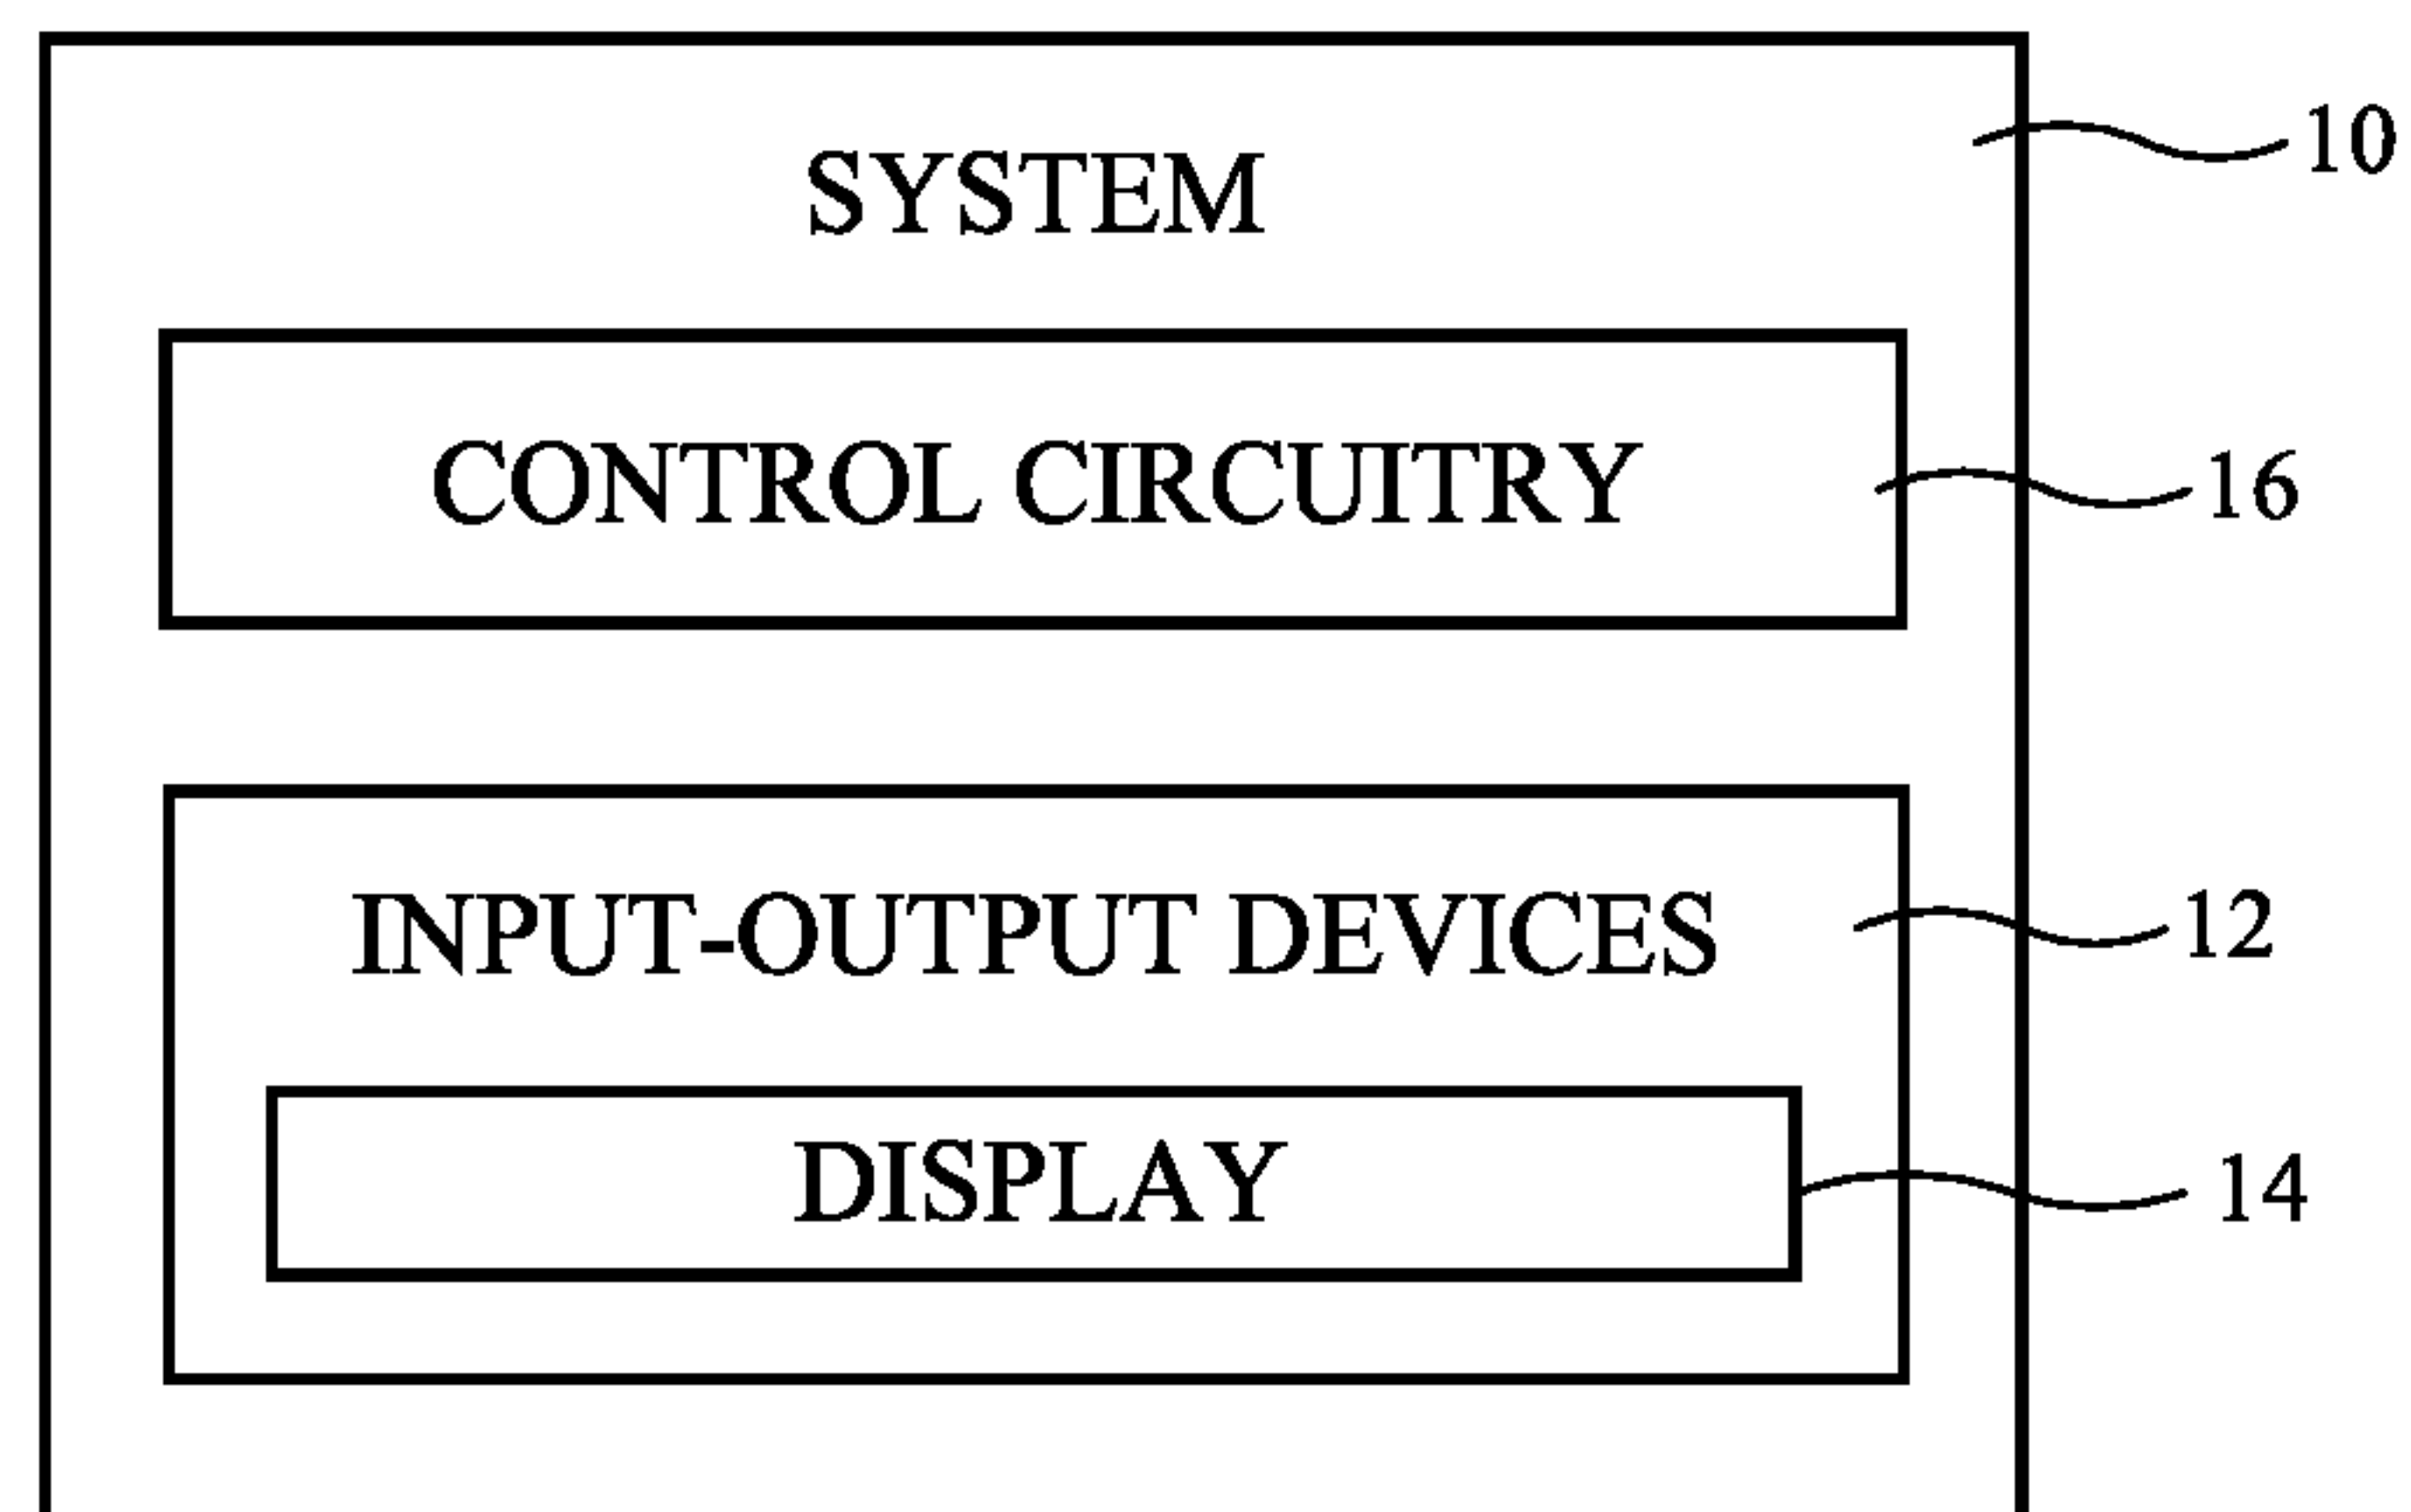 SYSTEM
10
CONTROL CIRCUITRY
16
INPUT-OUTPUT DEVICES
12
DISPLAY
14